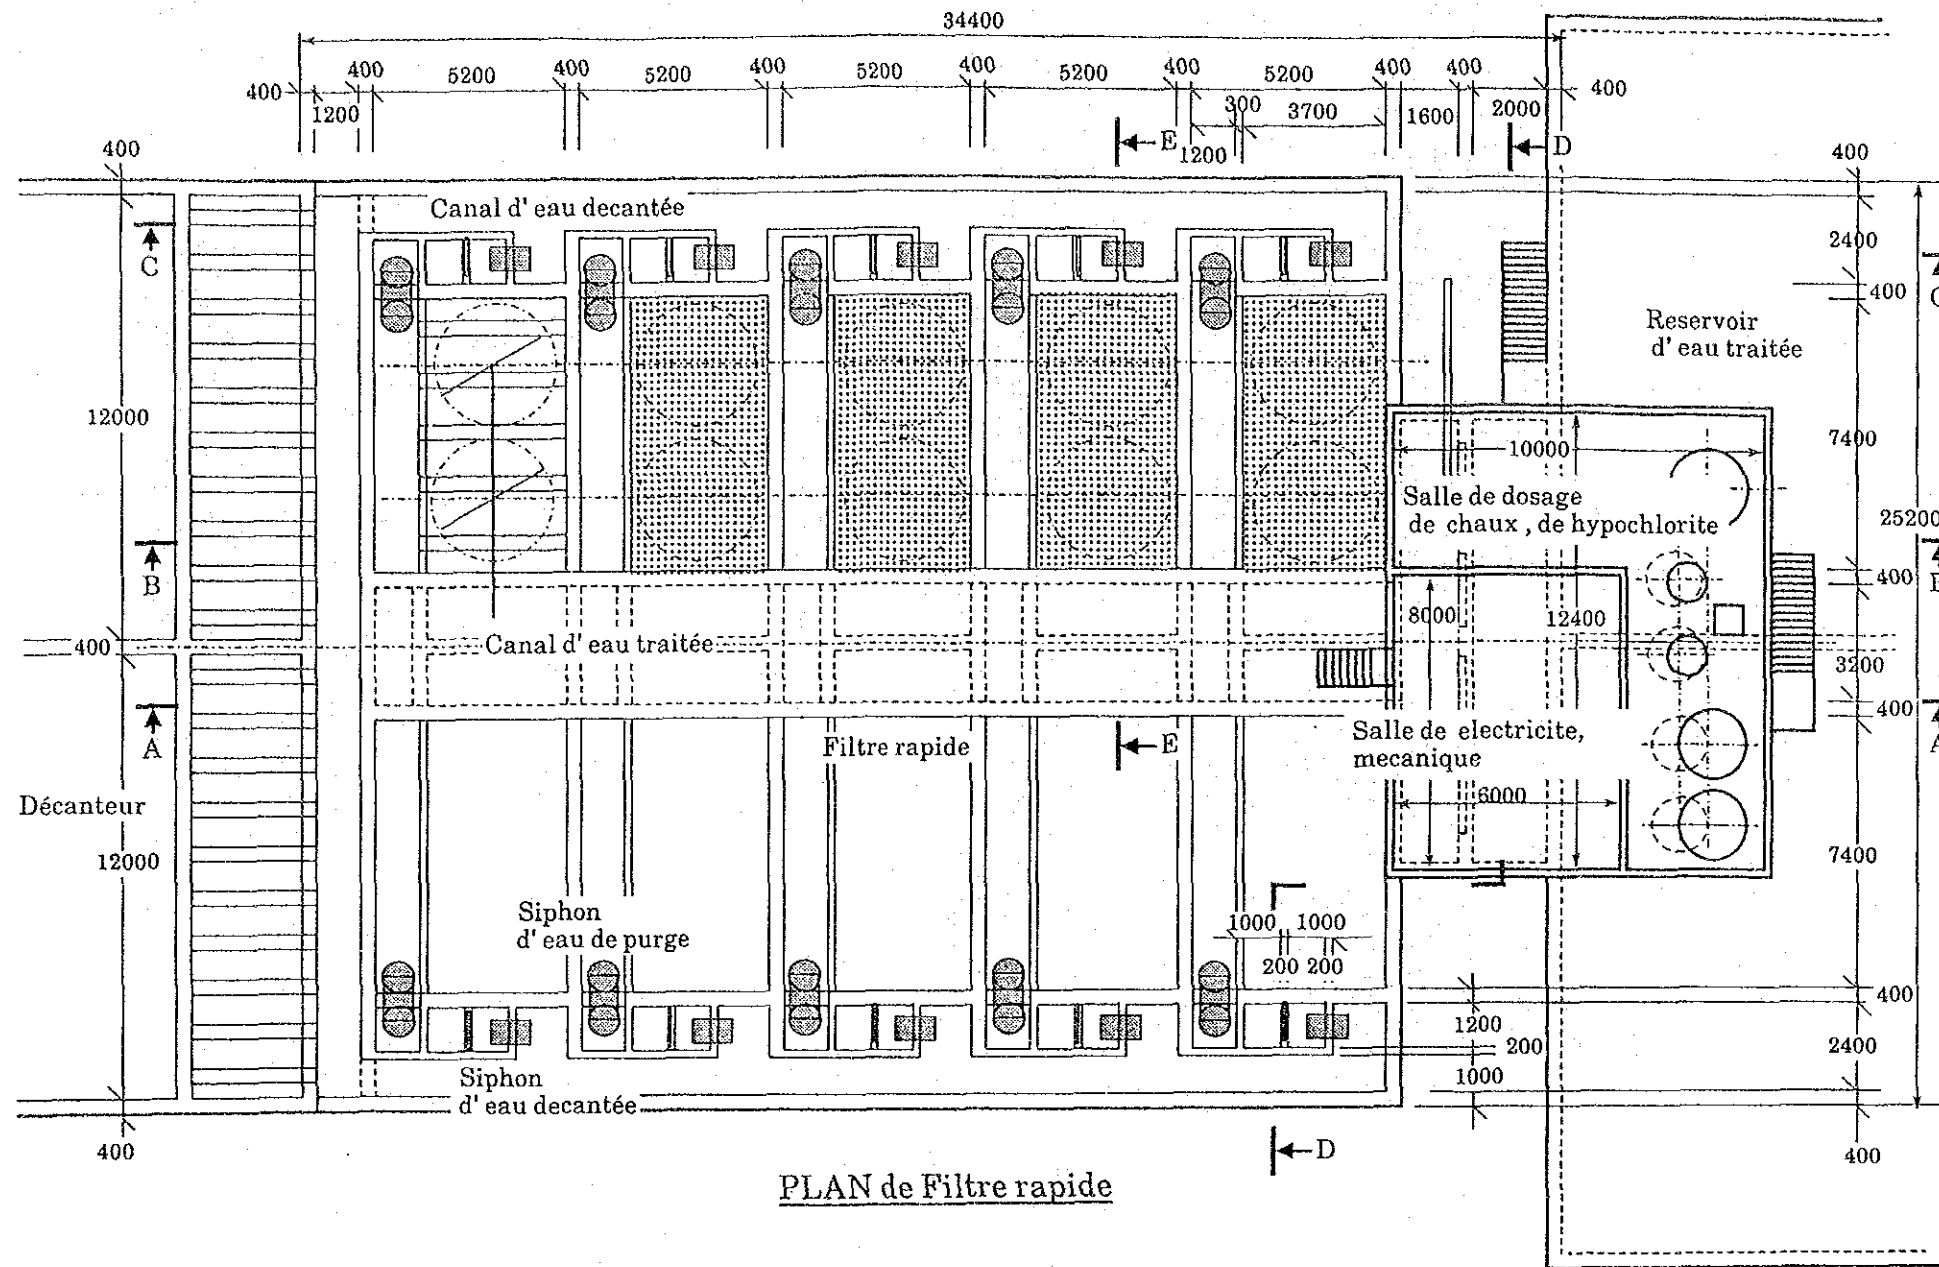 34400
400 5200 400 5200 400 5200 400 5200 400 5200 400 400
400 1200 300 3700 1600 2000 400
E 1200 D
400 400
Canal d' eau decantée
C 2400
400 C
Reservoir
d' eau traitée
12000 7400
10000
Salle de dosage
de chaux , de hypochlorite
25200
B 400 B
8000 12400
400 Canal d' eau traitée
3200
A 400 A
Filtre rapide E
Salle de electricite,
mecanique
6000
Décanteur
12000 7400
Siphon
d' eau de purge
1000 1000
200 200
400
1200
200 2400
Siphon
d' eau decantée
1000
400 D 400
PLAN de Filtre rapide